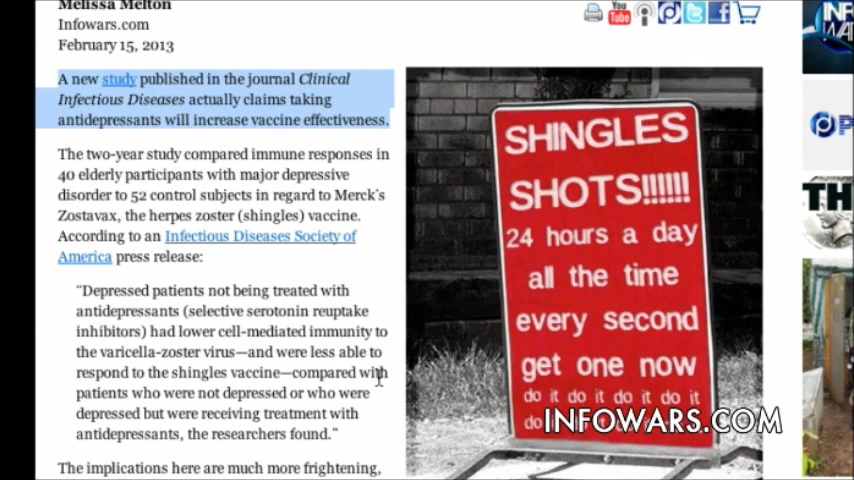 Melissa Melton
Infowars.com
February 15, 2013
A new study published in the journal Clinical
Infectious Diseases actually claims taking
antidepressants will increase vaccine effectiveness.
The two-year study compared immune responses in
40 elderly participants with major depressive
disorder to 52 control subjects in regard to Merck's
Zostavax, the herpes zoster (shingles) vaccine.
According to an Infectious Diseases Society of
America press release:
“Depressed patients not being treated with
antidepressants (selective serotonin reuptake
inhibitors) had lower cell-mediated immunity to
the varicella-zoster virus—and were less able to
respond to the shingles vaccine—compared with
patients who were not depressed or who were
depressed but were receiving treatment with
antidepressants, the researchers found.”
The implications here are much more frightening,
You
Tube
SHINGLES
SHOTS!!!!!!!
24 hours a day
all the time
every second
get one now
do it do it do it do it
do
INFOWARS.COM
INF
WAR
P
TH